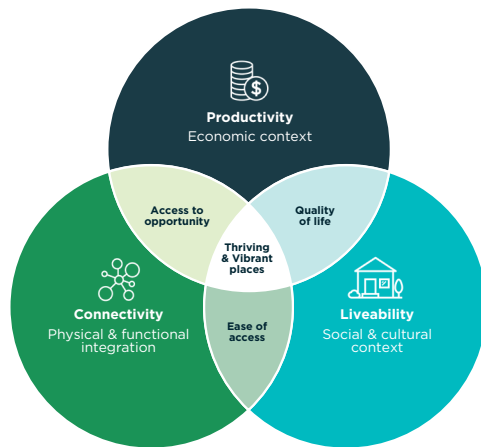 $
Productivity
Economic context
Access to
opportunity
Quality
of life
Thriving
& Vibrant
places
Connectivity
Physical & functional
integration
Ease of
access
Liveability
Social & cultural
context